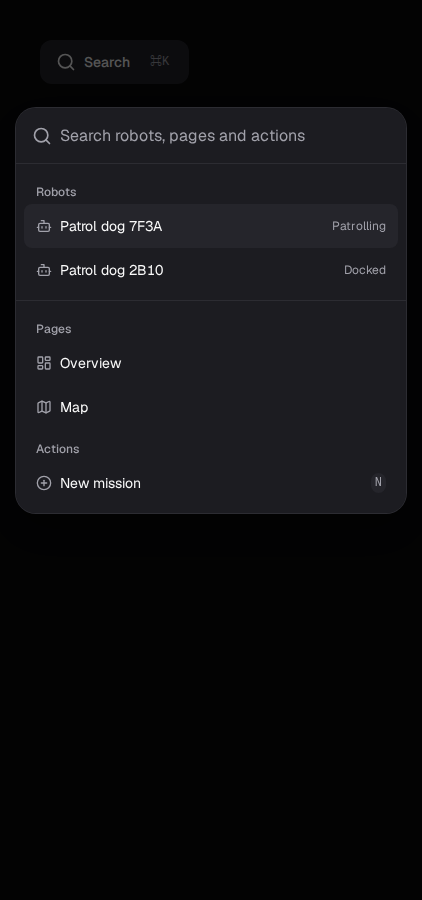 Search ⌘K
Search robots, pages and actions
Robots
Patrol dog 7F3A Patrolling
Patrol dog 2B10 Docked
Pages
Overview
Map
Actions
New mission N